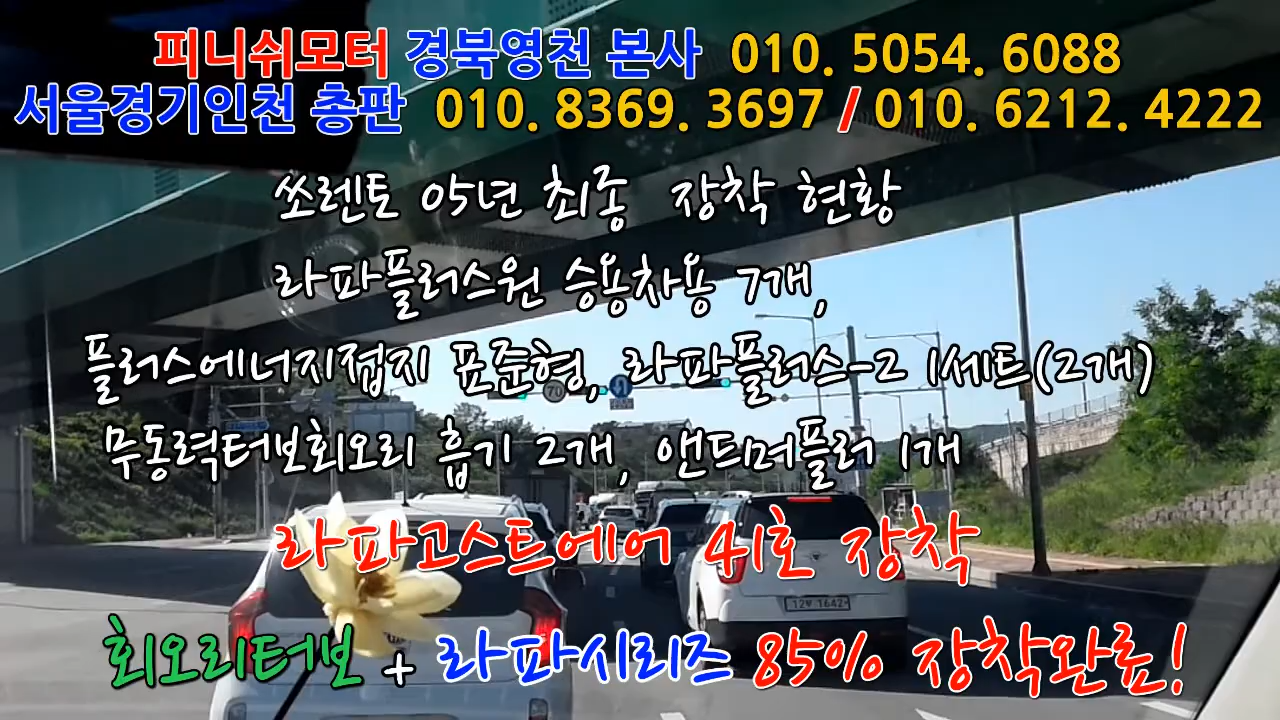 피니쉬모터 경북영천 본사 010. 5054. 6088
서울경기인천 총판 010. 8369. 3697 / 010. 6212. 4222
쏘렌토 05년 최종 장착 현황
라파플러스원 승용차용 7개,
플러스에너지접지 표준형, 라파플러스-2 1세트(2개)
무동력터보회오리 흡기 2개, 앤드머플러 1개
70
라파고스트에어 41호 장착
회오리터보 + 라파시리즈 85% 장착완료!